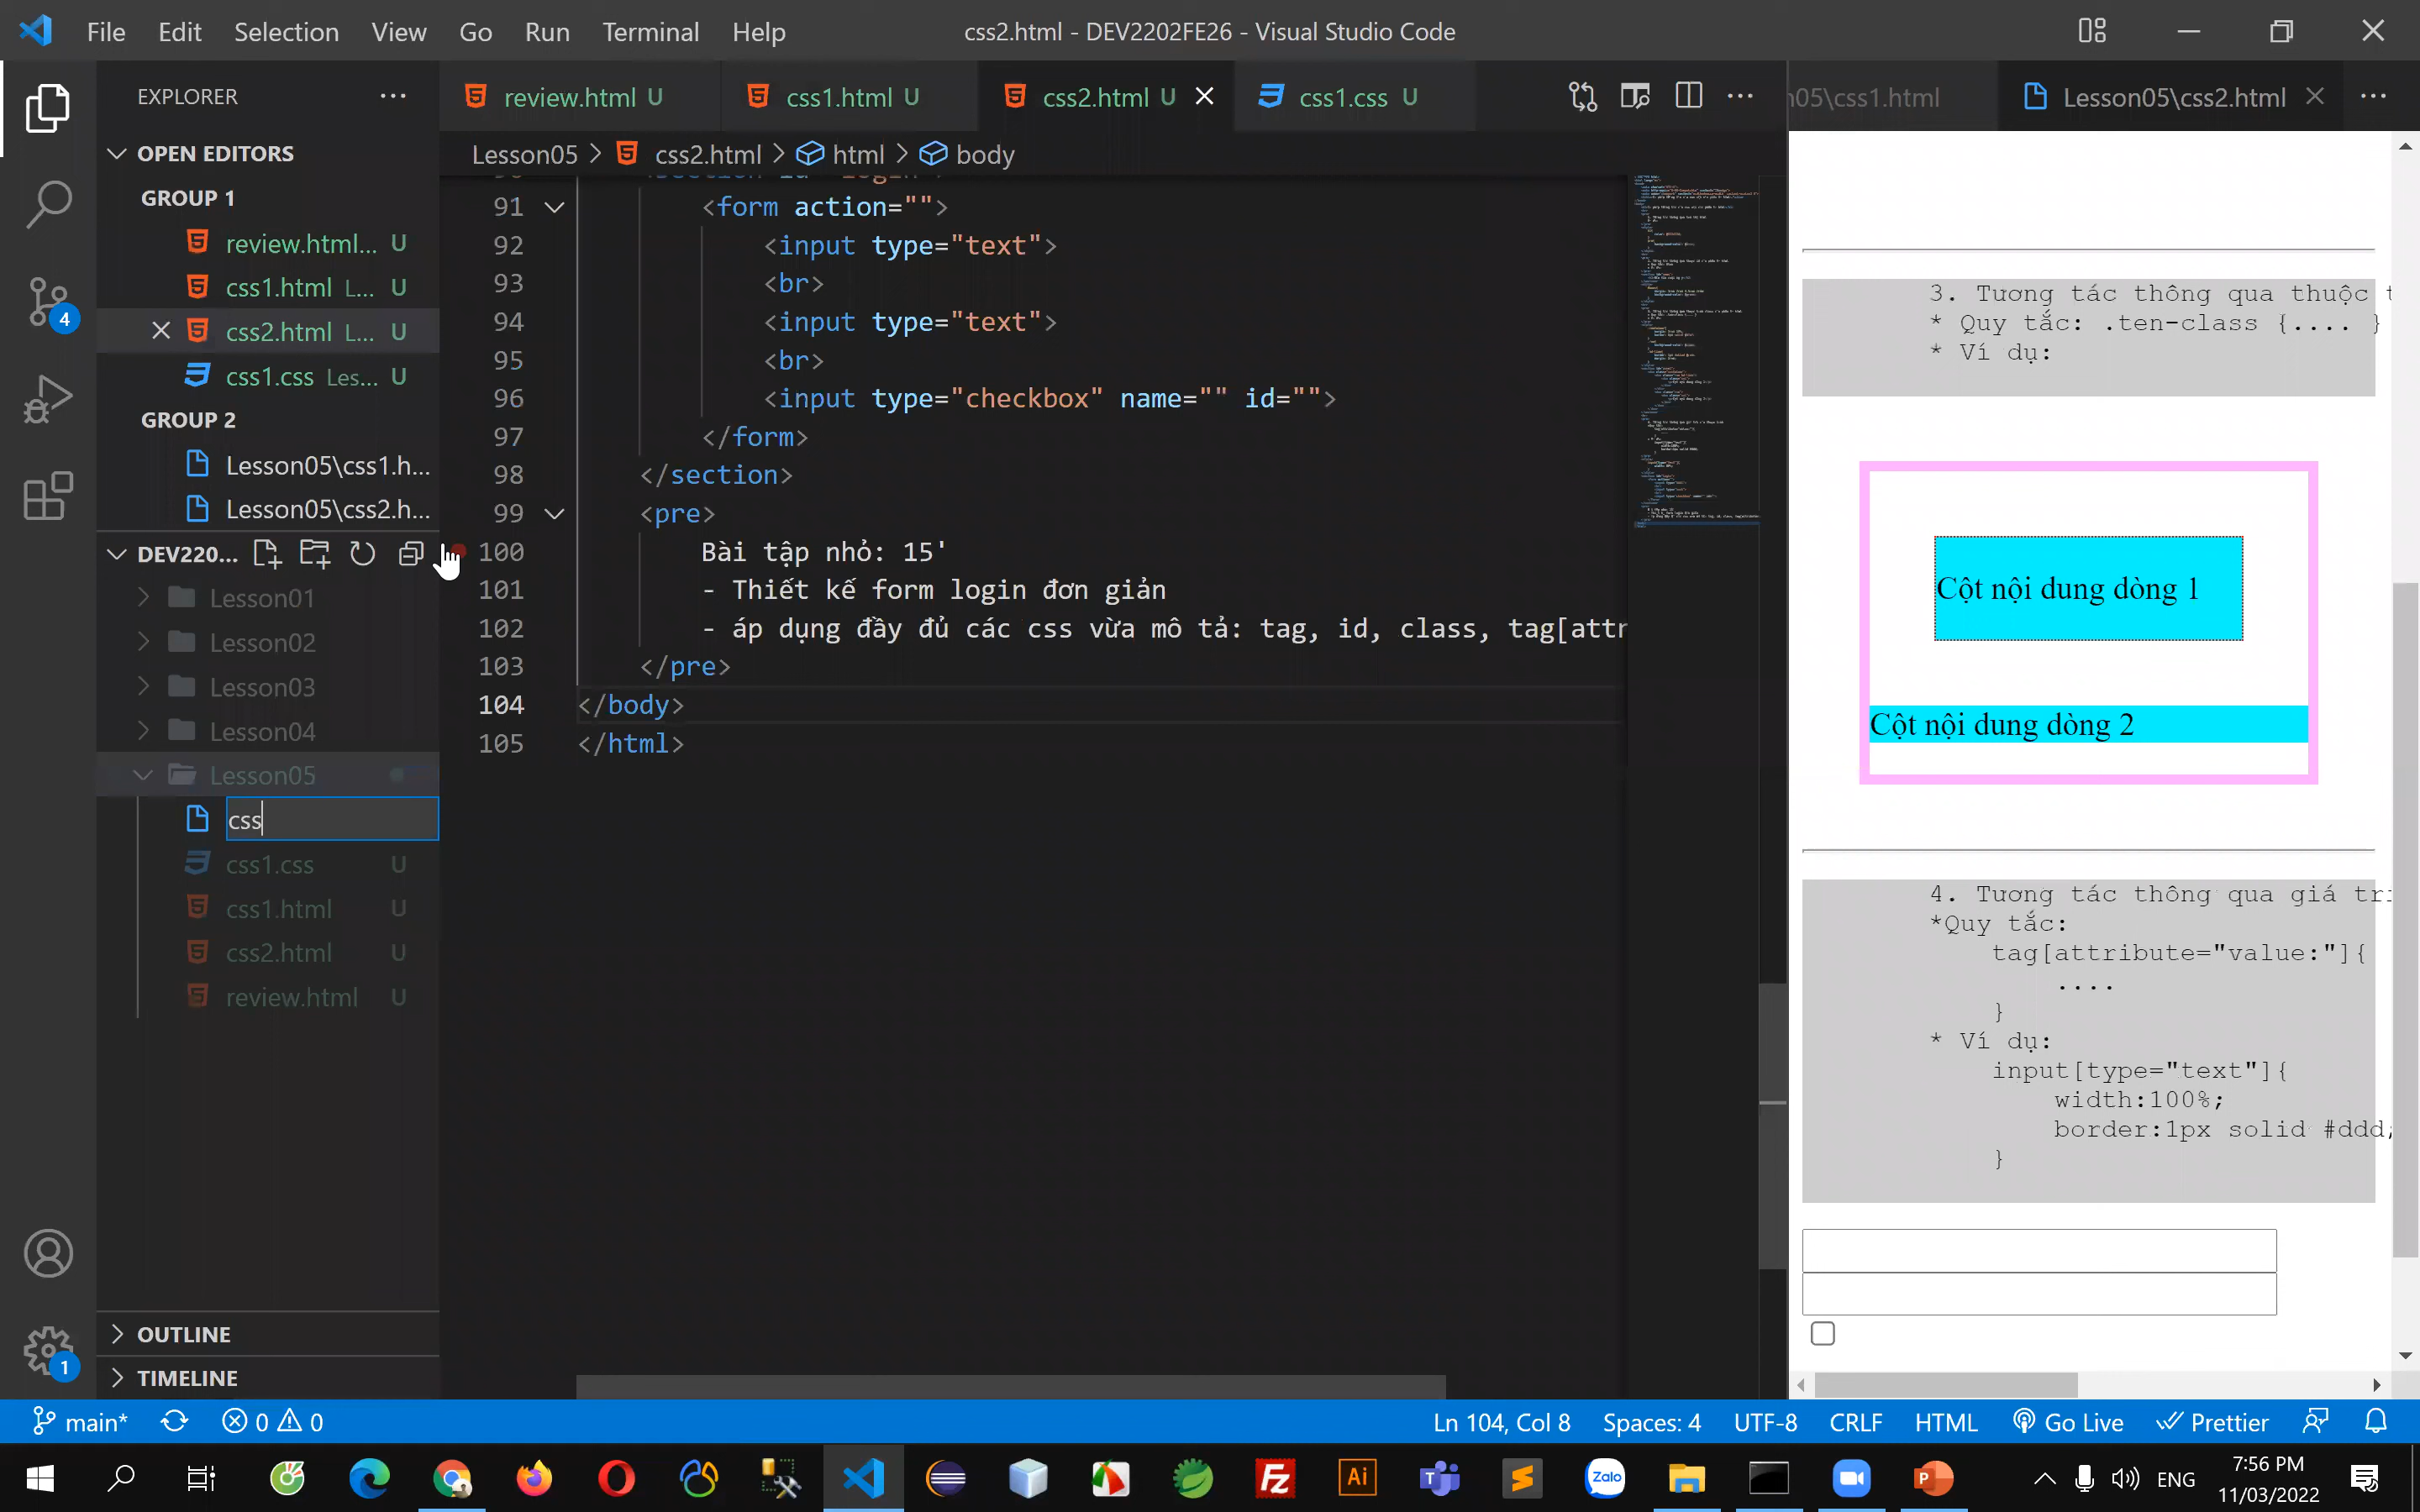 File Edit Selection View Go Run Terminal Help
css2.html - DEV2202FE26 - Visual Studio Code
EXPLORER
OPEN EDITORS
GROUP 1
review.html... U
css1.html L... U
css2.html L... U
css1.css Les... U
GROUP 2
Lesson05\css1.h...
Lesson05\css2.h...
DEV220...
Lesson01
Lesson02
Lesson03
Lesson04
Lesson05
css
css1.css U
css1.html U
css2.html U
review.html U
OUTLINE
TIMELINE
4
1
review.html U
css1.html U
css2.html U
css1.css U
Lesson05 > css2.html > html > body
91 <form action="">
92 <input type="text">
93 <br>
94 <input type="text">
95 <br>
96 <input type="checkbox" name="" id="">
97 </form>
98 </section>
99 <pre>
100 Bài tập nhỏ: 15'
101 - Thiết kế form login đơn giản
102 - áp dụng đầy đủ các css vừa mô tả: tag, id, class, tag[attr
103 </pre>
104 </body>
105 </html>
05\css1.html
Lesson05\css2.html
3. Tương tác thông qua thuộc
* Quy tắc: .ten-class {.... }
* Ví dụ:
Cột nội dung dòng 1
Cột nội dung dòng 2
4. Tương tác thông qua giá
*Quy tắc:
tag[attribute="value:"]{
....
}
* Ví dụ:
input[type="text"]{
width:100%;
border:1px solid #ddd;
}
main* 0 0
Ln 104, Col 8 Spaces: 4 UTF-8 CRLF HTML Go Live Prettier
Ai
Zalo
ENG
7:56 PM
11/03/2022